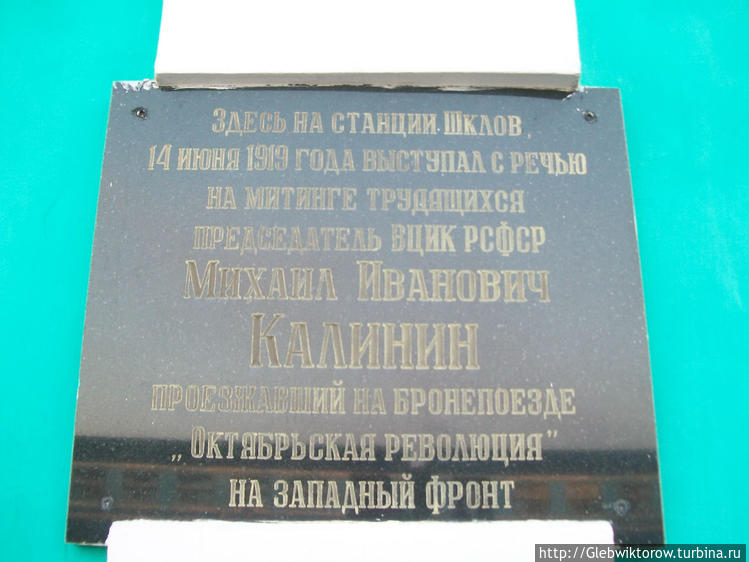 Здесь на станции Шклов,
14 июня 1919 года выступал с речью
на митинге трудящихся
председатель ВЦИК РСФСР
Михаил Иванович
Калинин
проезжавший на бронепоезде
„Октябрьская революция”
на Западный фронт
http://Glebwiktorow.turbina.ru/